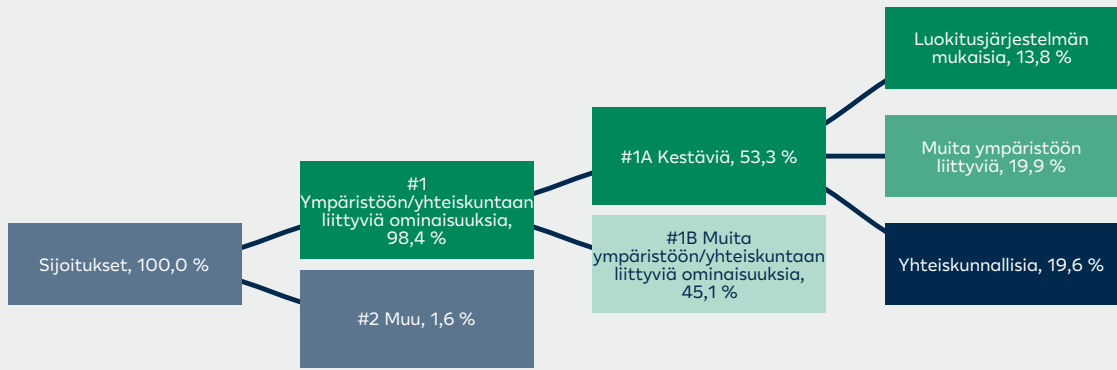 Sijoitukset, 100,0 %
#1
Ympäristöön/yhteiskuntaan
liittyviä ominaisuuksia,
98,4 %
#2 Muu, 1,6 %
#1A Kestäviä, 53,3 %
#1B Muita
ympäristöön/yhteiskuntaan
liittyviä ominaisuuksia,
45,1 %
Luokitusjärjestelmän
mukaisia, 13,8 %
Muita ympäristöön
liittyviä, 19,9 %
Yhteiskunnallisia, 19,6 %